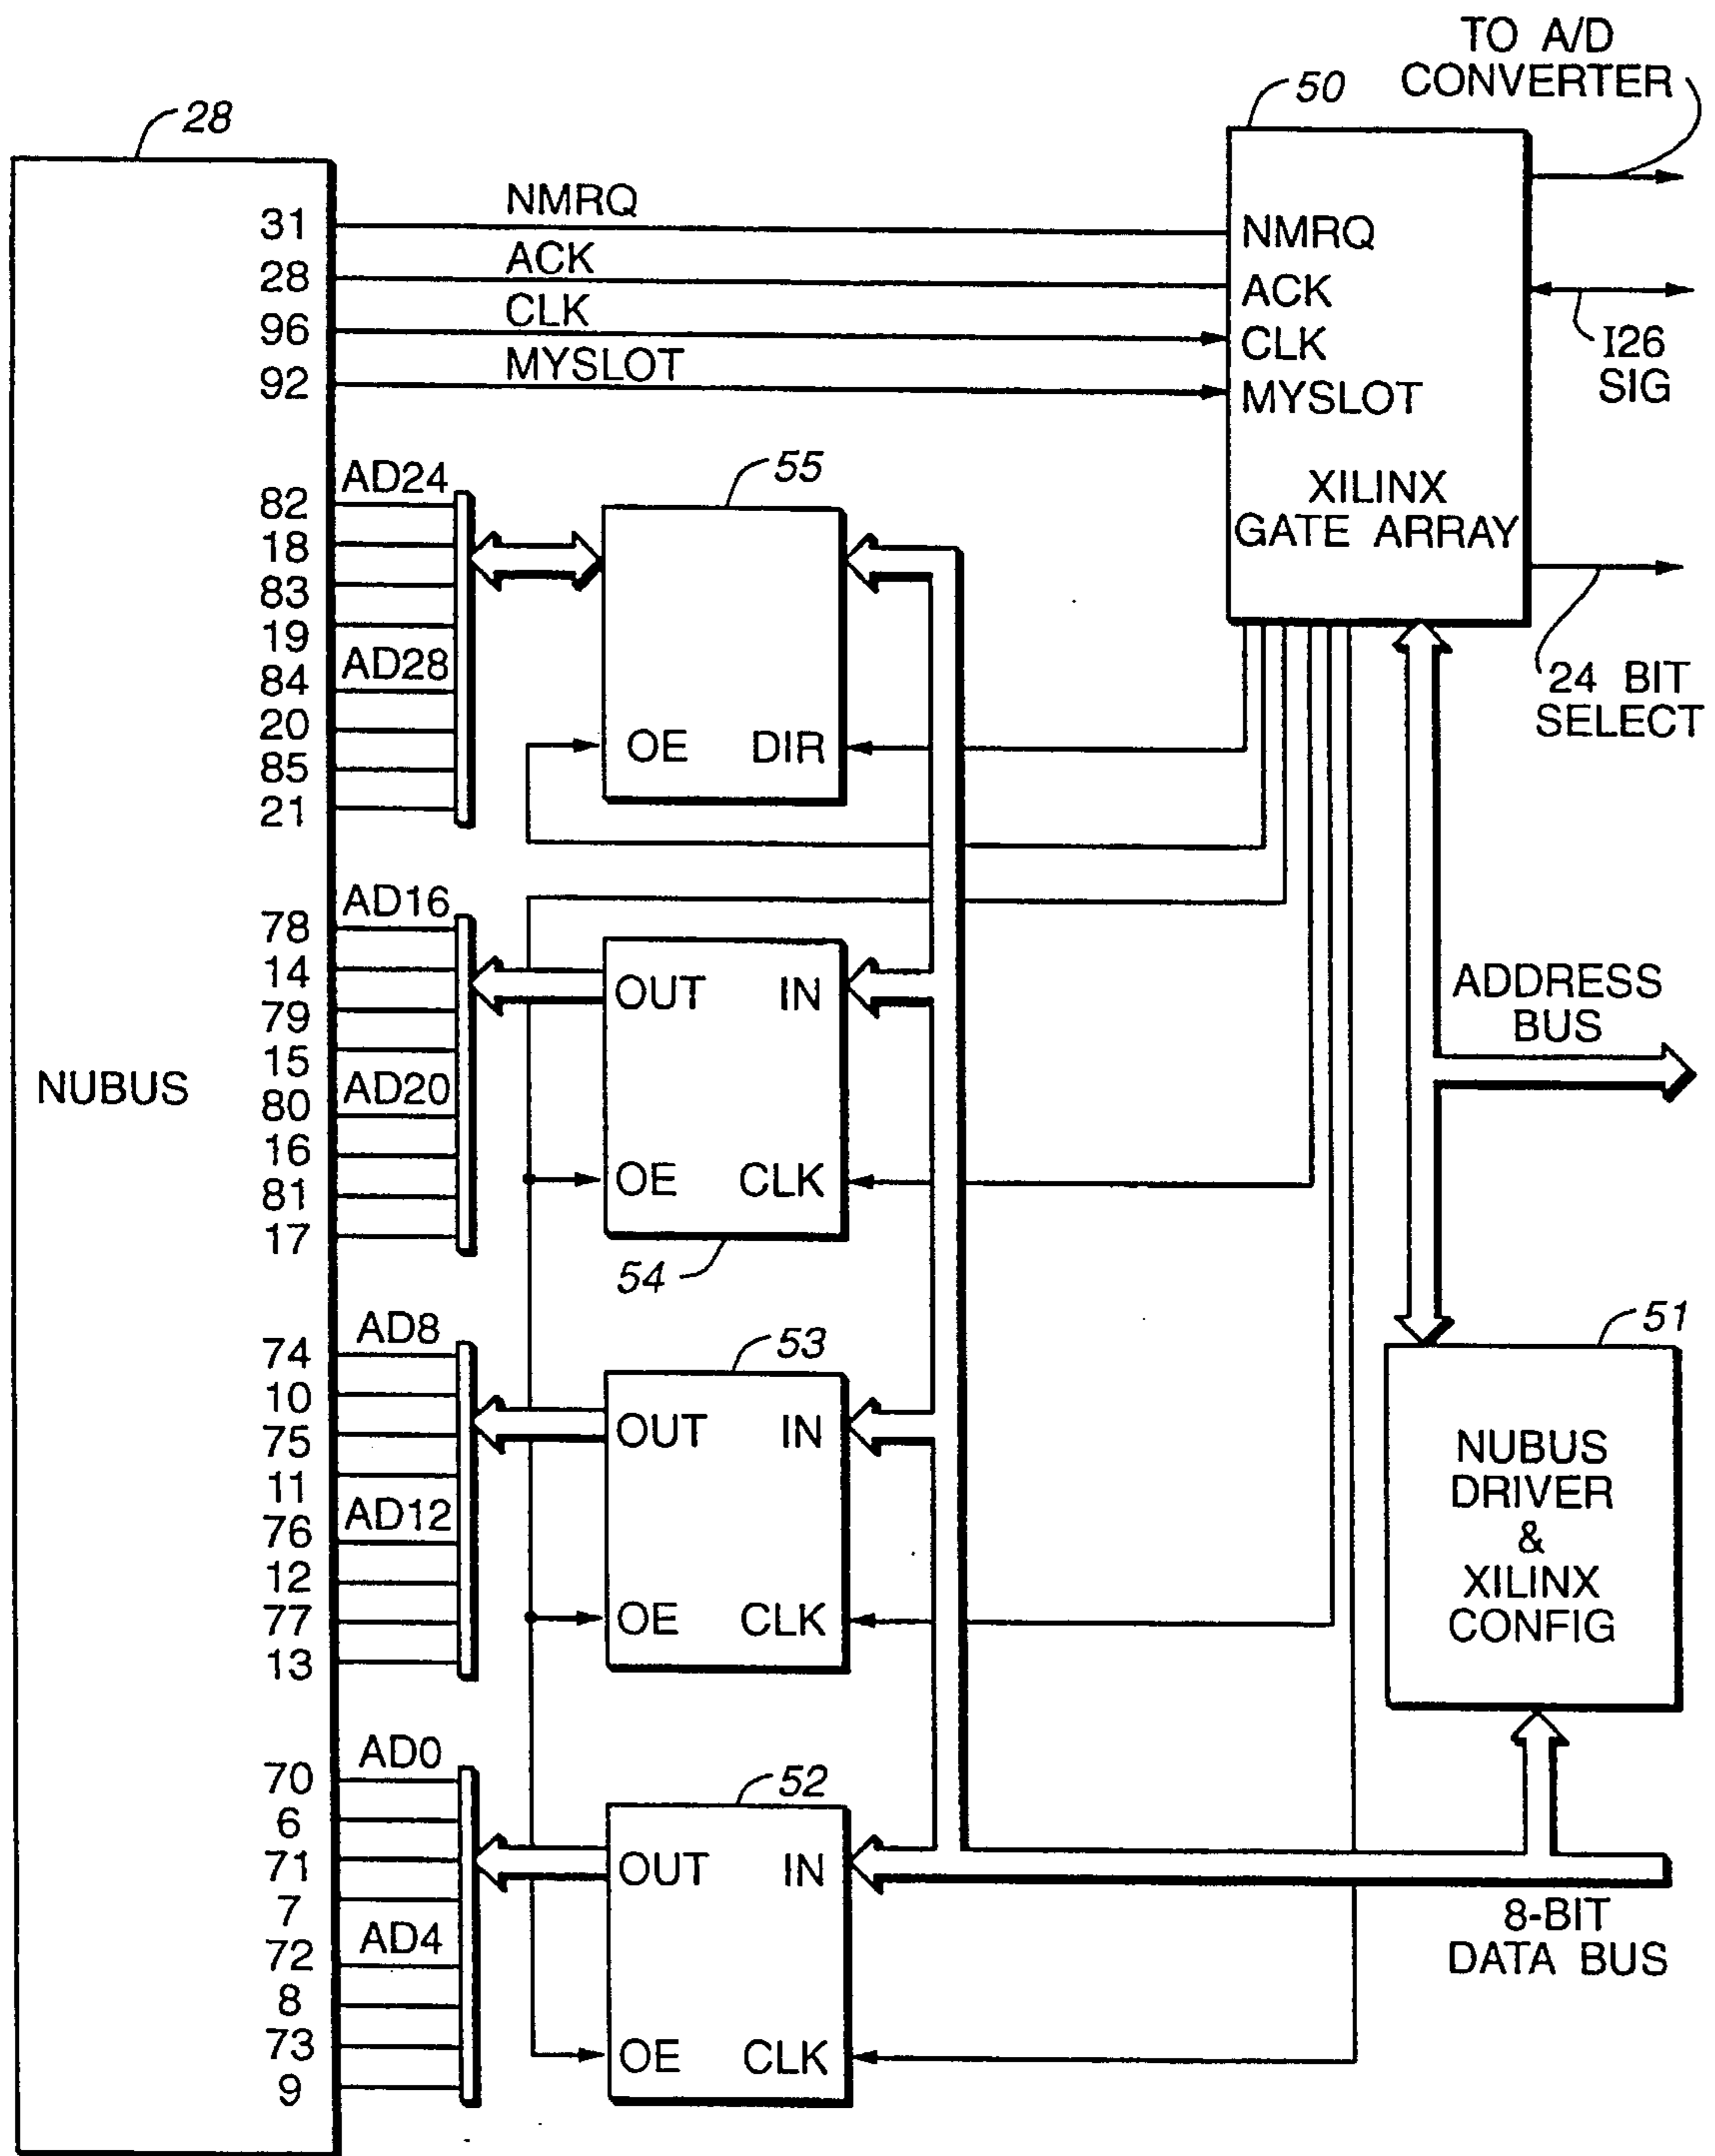 TO A/D
CONVERTER
50
28
31
NMRQ
NMRQ
28
ACK
ACK
96
CLK
CLK
92
MYSLOT
MYSLOT
I26
SIG
XILINX
GATE ARRAY
24 BIT
SELECT
55
82
AD24
18
83
19
84
AD28
20
85
21
OE
DIR
78
AD16
14
79
15
80
AD20
16
81
17
OUT
IN
OE
CLK
54
NUBUS
ADDRESS
BUS
51
NUBUS
DRIVER
&
XILINX
CONFIG
53
74
AD8
10
75
11
76
AD12
12
77
13
OUT
IN
OE
CLK
52
70
AD0
6
71
7
72
AD4
8
73
9
OUT
IN
OE
CLK
8-BIT
DATA BUS